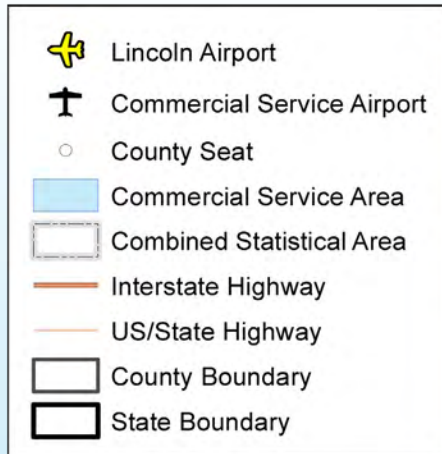 Lincoln Airport
Commercial Service Airport
County Seat
Commercial Service Area
Combined Statistical Area
Interstate Highway
US/State Highway
County Boundary
State Boundary